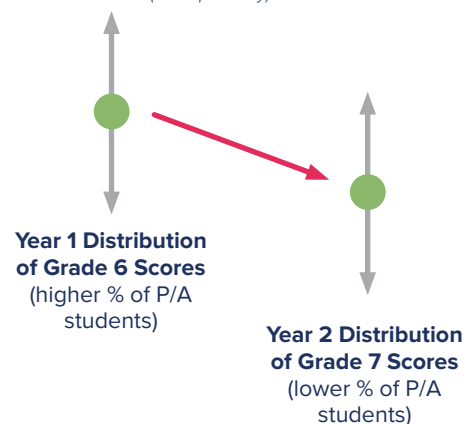 Year 1 Distribution
of Grade 6 Scores
(higher % of P/A
students)
Year 2 Distribution
of Grade 7 Scores
(lower % of P/A
students)